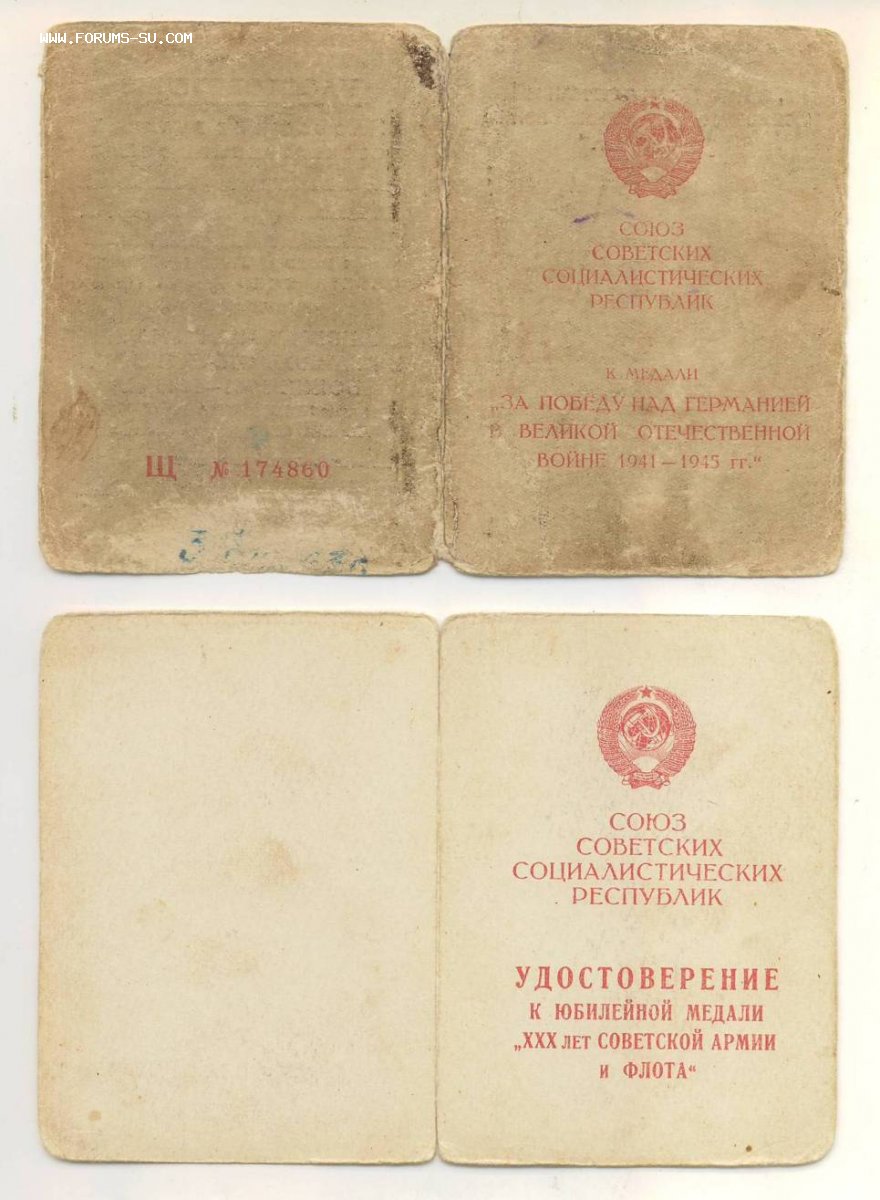 WWW.FORUMS-SU.COM
СОЮЗ
СОВЕТСКИХ
СОЦИАЛИСТИЧЕСКИХ
РЕСПУБЛИК
К МЕДАЛИ
„ЗА ПОБЕДУ НАД ГЕРМАНИЕЙ
В ВЕЛИКОЙ ОТЕЧЕСТВЕННОЙ
ВОЙНЕ 1941—1945 гг.“
Щ № 174860
СОЮЗ
СОВЕТСКИХ
СОЦИАЛИСТИЧЕСКИХ
РЕСПУБЛИК
УДОСТОВЕРЕНИЕ
К ЮБИЛЕЙНОЙ МЕДАЛИ
„XXX лет СОВЕТСКОЙ АРМИИ
и ФЛОТА“